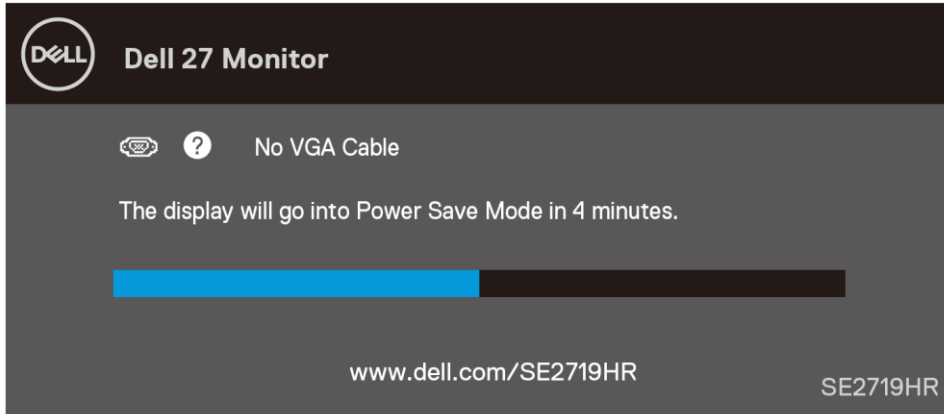 DELL
Dell 27 Monitor
? No VGA Cable
The display will go into Power Save Mode in 4 minutes.
www.dell.com/SE2719HR
SE2719HR